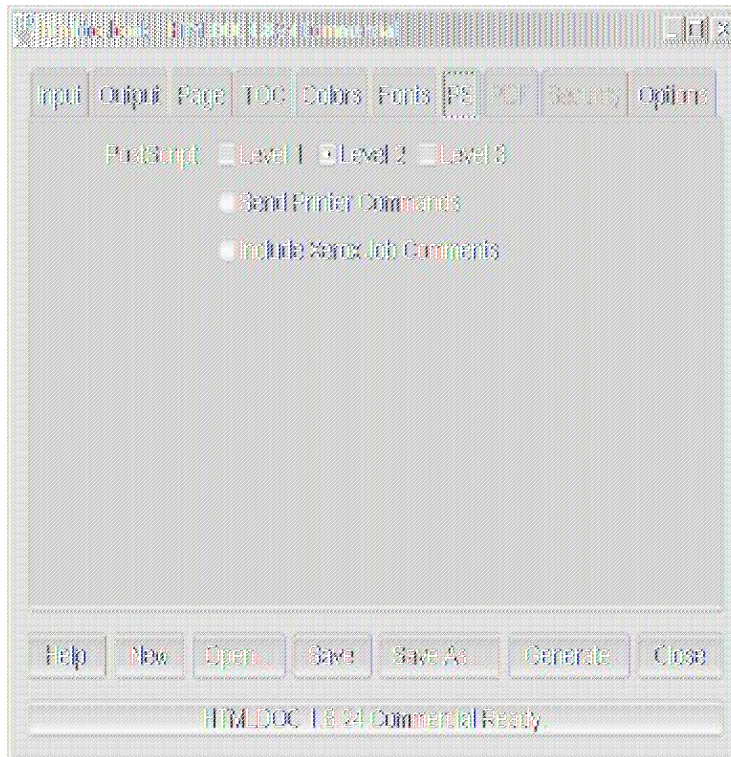 HTMLDOC 1.8.24 Commercial
Input Output Page TOC Colors Fonts PS PDF Security Options
PostScript: Level 1 Level 2 Level 3
Send Printer Commands
Include Xerox Job Comments
Help New Open... Save Save As... Generate Close
HTMLDOC 1.8.24 Commercial Ready.